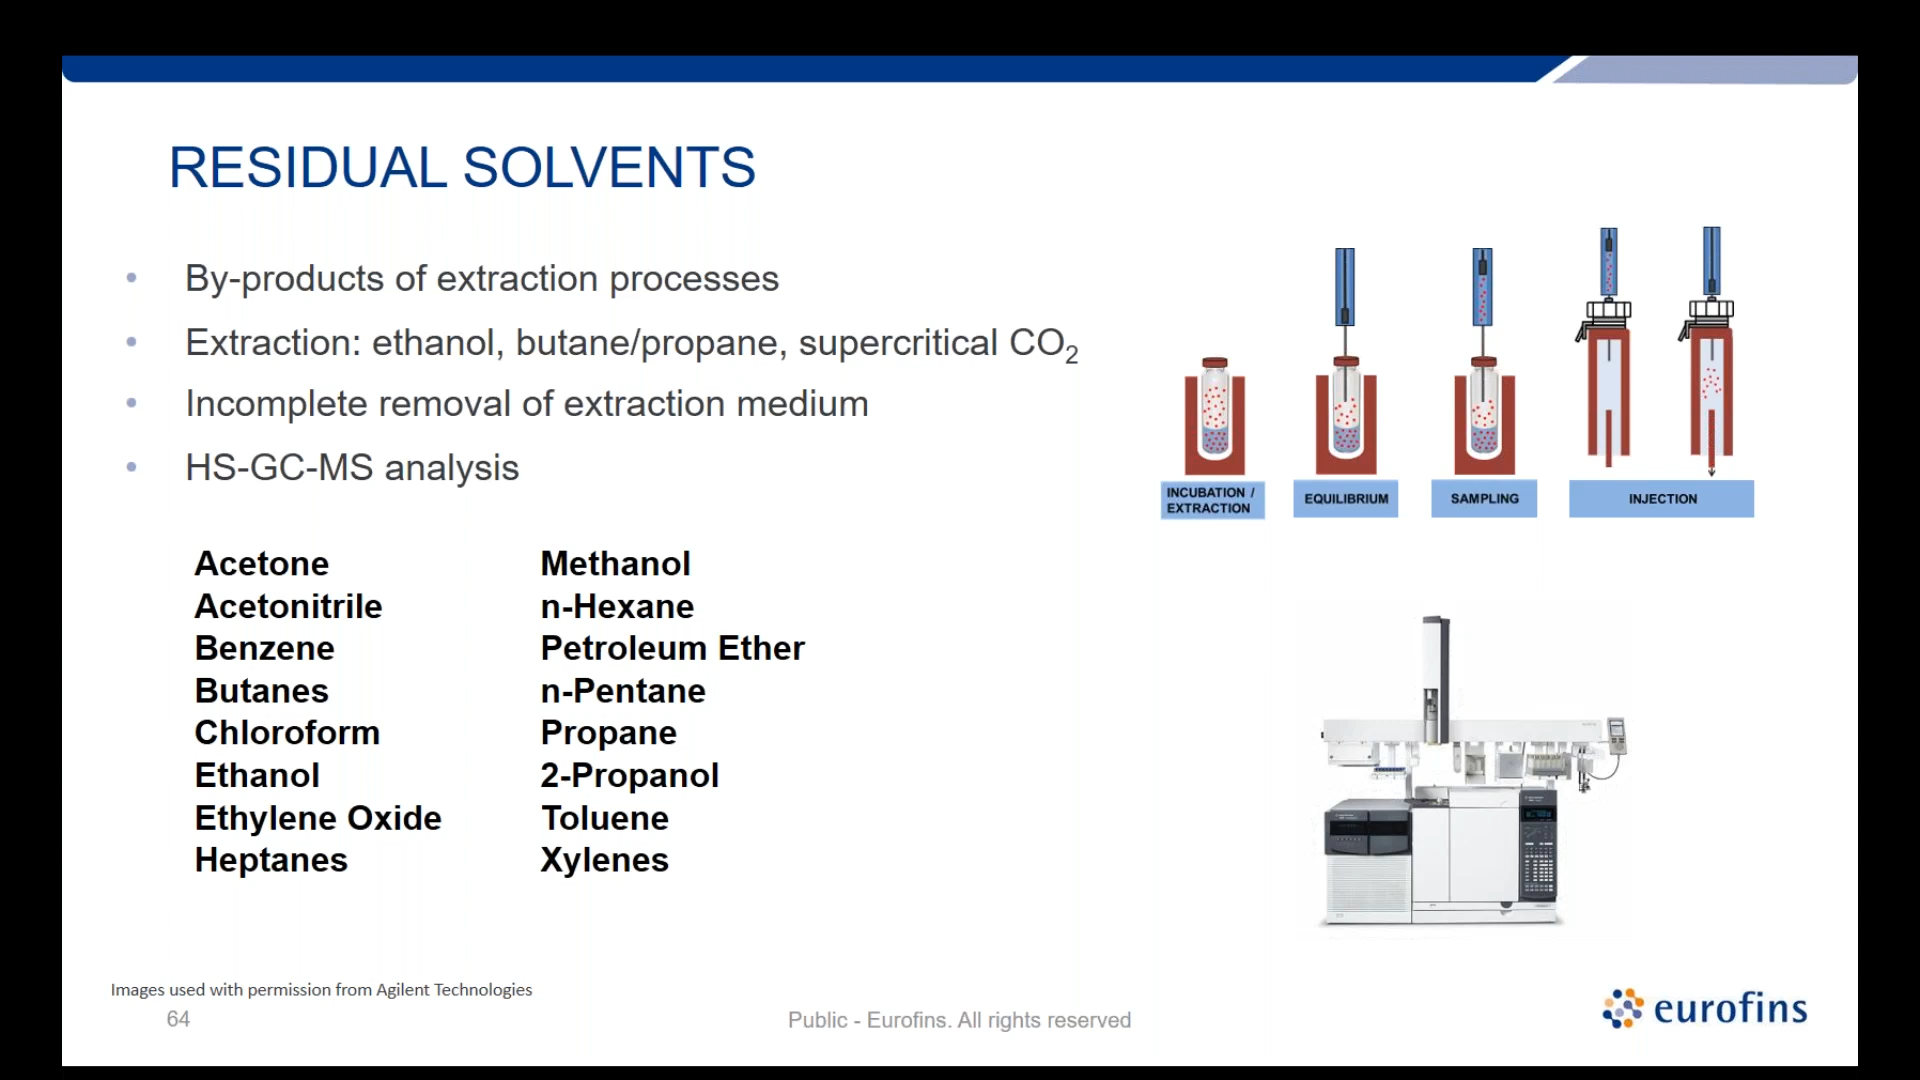 RESIDUAL SOLVENTS
• By-products of extraction processes
• Extraction: ethanol, butane/propane, supercritical CO₂
• Incomplete removal of extraction medium
• HS-GC-MS analysis
Acetone
Acetonitrile
Benzene
Butanes
Chloroform
Ethanol
Ethylene Oxide
Heptanes
Methanol
n-Hexane
Petroleum Ether
n-Pentane
Propane
2-Propanol
Toluene
Xylenes
INCUBATION /
EXTRACTION
EQUILIBRIUM
SAMPLING
INJECTION
Images used with permission from Agilent Technologies
64
Public - Eurofins. All rights reserved
eurofins